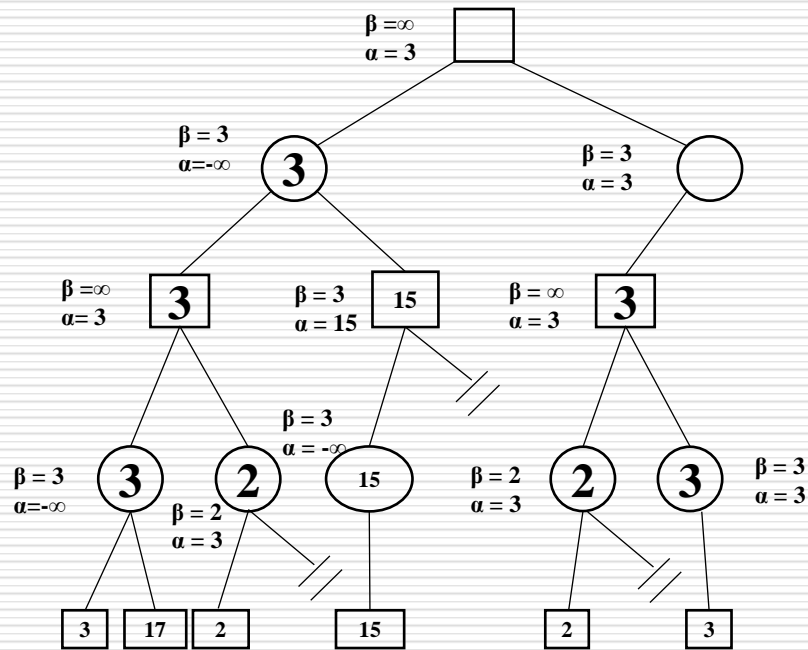 β =∞
α = 3
β = 3
α=-∞
3
β = 3
α = 3
β =∞
α= 3
3
β = 3
α = 15
15
β = ∞
α = 3
3
β = 3
α=-∞
3
β = 2
α = 3
2
β = 3
α = -∞
15
β = 2
α = 3
2
3
β = 3
α = 3
3
17
2
15
2
3